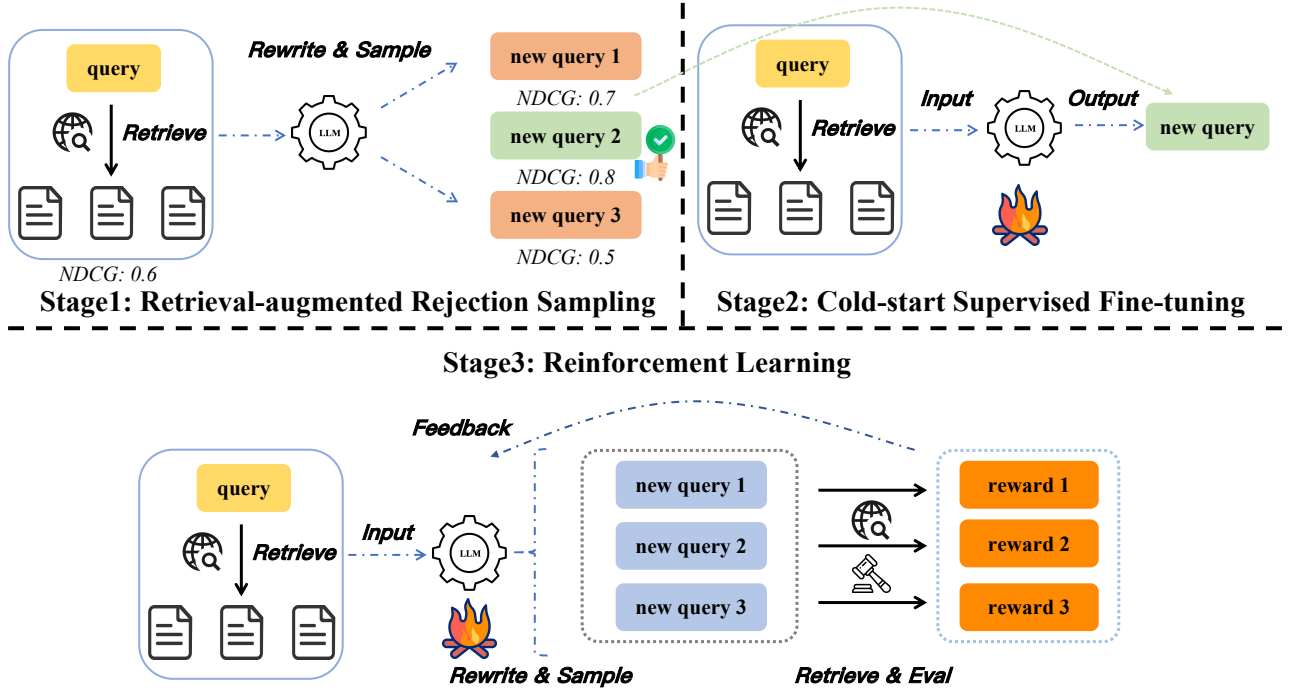 query
Retrieve
NDCG: 0.6
Rewrite & Sample
LLM
new query 1
NDCG: 0.7
new query 2
NDCG: 0.8
new query 3
NDCG: 0.5
Stage1: Retrieval-augmented Rejection Sampling
query
Retrieve
Input
LLM
Output
new query
Stage2: Cold-start Supervised Fine-tuning
Stage3: Reinforcement Learning
Feedback
query
Retrieve
Input
LLM
Rewrite & Sample
new query 1
new query 2
new query 3
Retrieve & Eval
reward 1
reward 2
reward 3